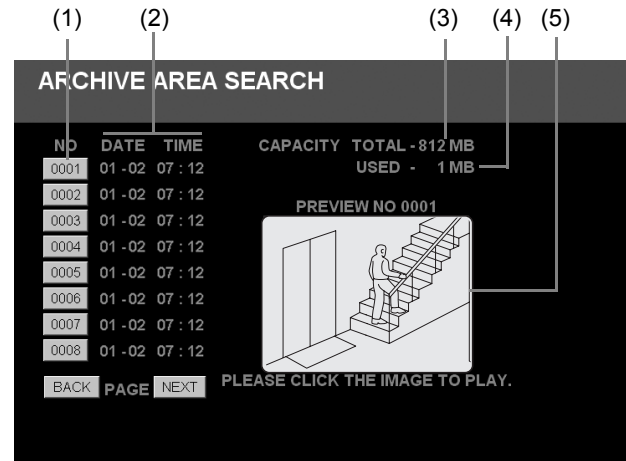 (1) (2) (3) (4) (5)
ARCHIVE AREA SEARCH
NO DATE TIME CAPACITY TOTAL - 812 MB
0001 01 - 02 07 : 12 USED - 1 MB
0002 01 - 02 07 : 12
PREVIEW NO 0001
0003 01 - 02 07 : 12
0004 01 - 02 07 : 12
0005 01 - 02 07 : 12
0006 01 - 02 07 : 12
0007 01 - 02 07 : 12
0008 01 - 02 07 : 12
BACK PAGE NEXT PLEASE CLICK THE IMAGE TO PLAY.